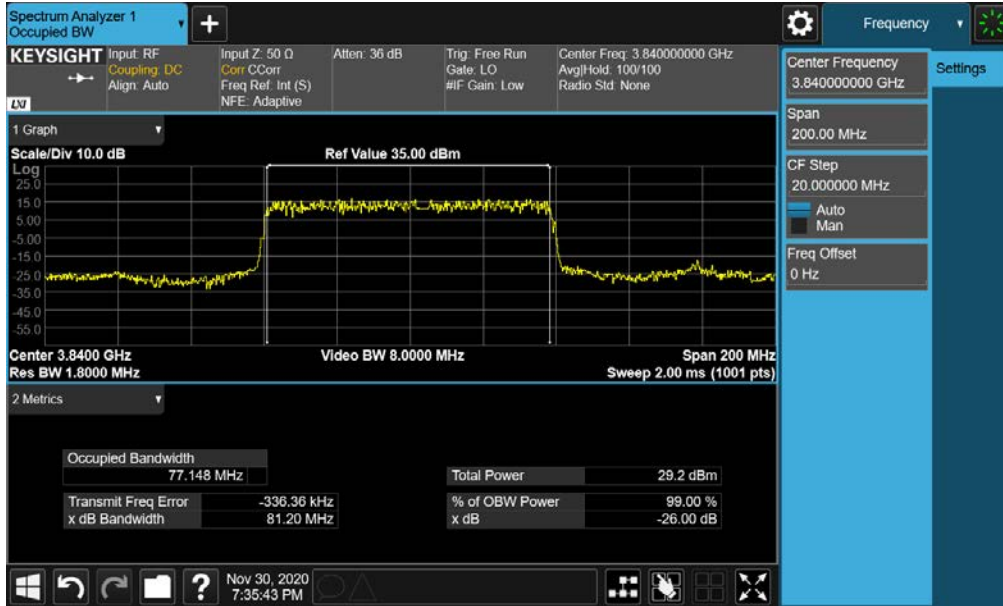 Spectrum Analyzer 1
Occupied BW
Frequency
KEYSIGHT
LXI
Input: RF
Coupling: DC
Align: Auto
Input Z: 50 Ω
Corr CCorr
Freq Ref: Int (S)
NFE: Adaptive
Atten: 36 dB
Trig: Free Run
Gate: LO
#IF Gain: Low
Center Freq: 3.840000000 GHz
Avg|Hold: 100/100
Radio Std: None
Center Frequency
3.840000000 GHz
Settings
Span
200.00 MHz
CF Step
20.000000 MHz
Auto
Man
Freq Offset
0 Hz
1 Graph
Scale/Div 10.0 dB
Ref Value 35.00 dBm
Log
25.0
15.0
5.00
-5.00
-15.0
-25.0
-35.0
-45.0
-55.0
Center 3.8400 GHz
Video BW 8.0000 MHz
Span 200 MHz
Res BW 1.8000 MHz
Sweep 2.00 ms (1001 pts)
2 Metrics
Occupied Bandwidth
77.148 MHz
Total Power 29.2 dBm
Transmit Freq Error -336.36 kHz
% of OBW Power 99.00 %
x dB Bandwidth 81.20 MHz
x dB -26.00 dB
?
Nov 30, 2020
7:35:43 PM